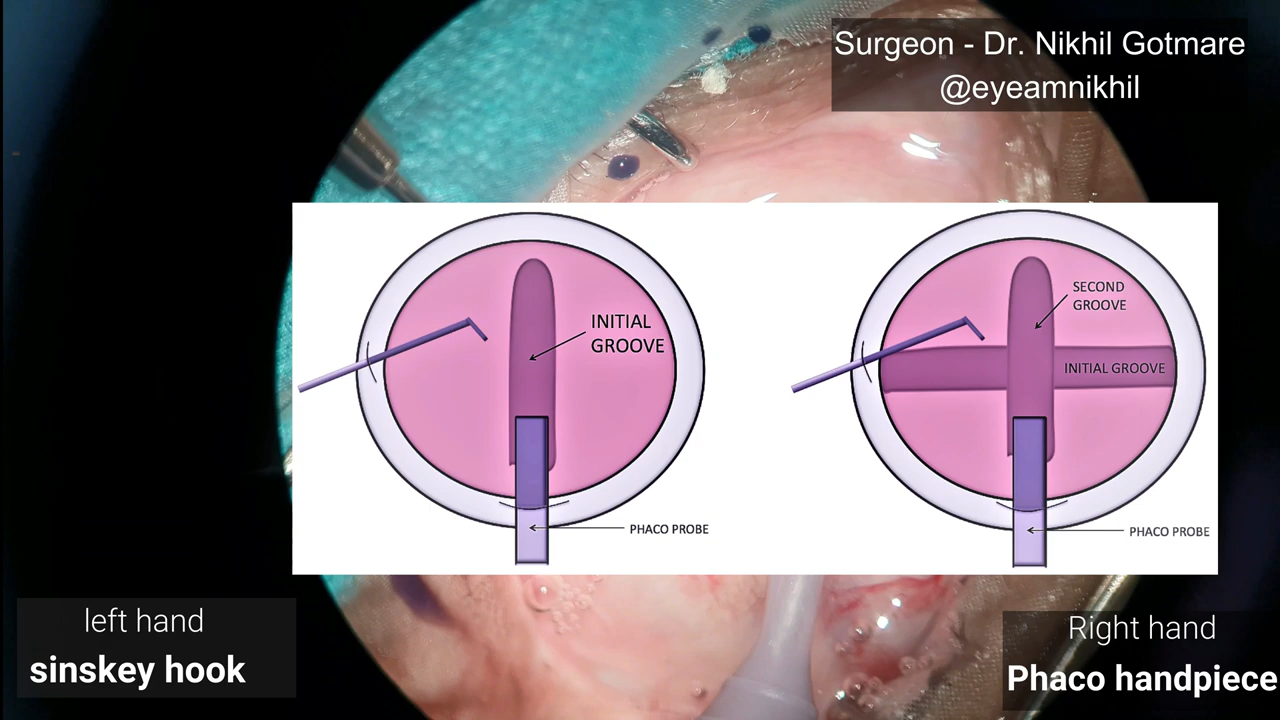 Surgeon - Dr. Nikhil Gotmare
@eyeamnikhil
INITIAL
GROOVE
PHACO PROBE
SECOND
GROOVE
INITIAL GROOVE
PHACO PROBE
left hand
sinskey hook
Right hand
Phaco handpiece